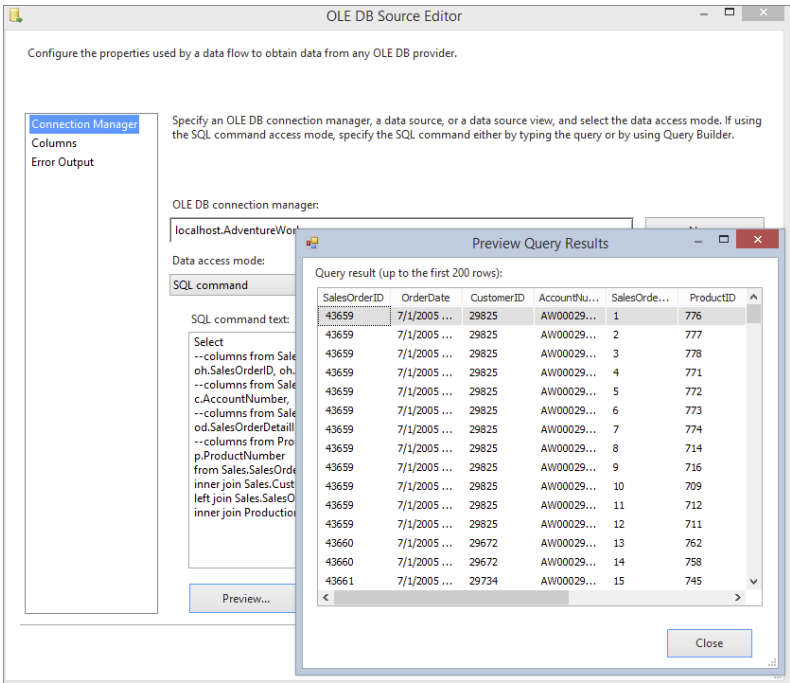 OLE DB Source Editor
Configure the properties used by a data flow to obtain data from any OLE DB provider.
Connection Manager
Columns
Error Output
Specify an OLE DB connection manager, a data source, or a data source view, and select the data access mode. If using
the SQL command access mode, specify the SQL command either by typing the query or by using Query Builder.
OLE DB connection manager:
localhost.AdventureWor
Data access mode:
SQL command
SQL command text:
Select
--columns from Sale
oh.SalesOrderID, oh.
--columns from Sale
c.AccountNumber,
--columns from Sale
od.SalesOrderDetailI
--columns from Pro
p.ProductNumber
from Sales.SalesOrde
inner join Sales.Cust
left join Sales.SalesO
inner join Production
Preview...
Preview Query Results
Query result (up to the first 200 rows):
SalesOrderID OrderDate CustomerID AccountNu... SalesOrde... ProductID
43659 7/1/2005 ... 29825 AW00029... 1 776
43659 7/1/2005 ... 29825 AW00029... 2 777
43659 7/1/2005 ... 29825 AW00029... 3 778
43659 7/1/2005 ... 29825 AW00029... 4 771
43659 7/1/2005 ... 29825 AW00029... 5 772
43659 7/1/2005 ... 29825 AW00029... 6 773
43659 7/1/2005 ... 29825 AW00029... 7 774
43659 7/1/2005 ... 29825 AW00029... 8 714
43659 7/1/2005 ... 29825 AW00029... 9 716
43659 7/1/2005 ... 29825 AW00029... 10 709
43659 7/1/2005 ... 29825 AW00029... 11 712
43659 7/1/2005 ... 29825 AW00029... 12 711
43660 7/1/2005 ... 29672 AW00029... 13 762
43660 7/1/2005 ... 29672 AW00029... 14 758
43661 7/1/2005 ... 29734 AW00029... 15 745
Close